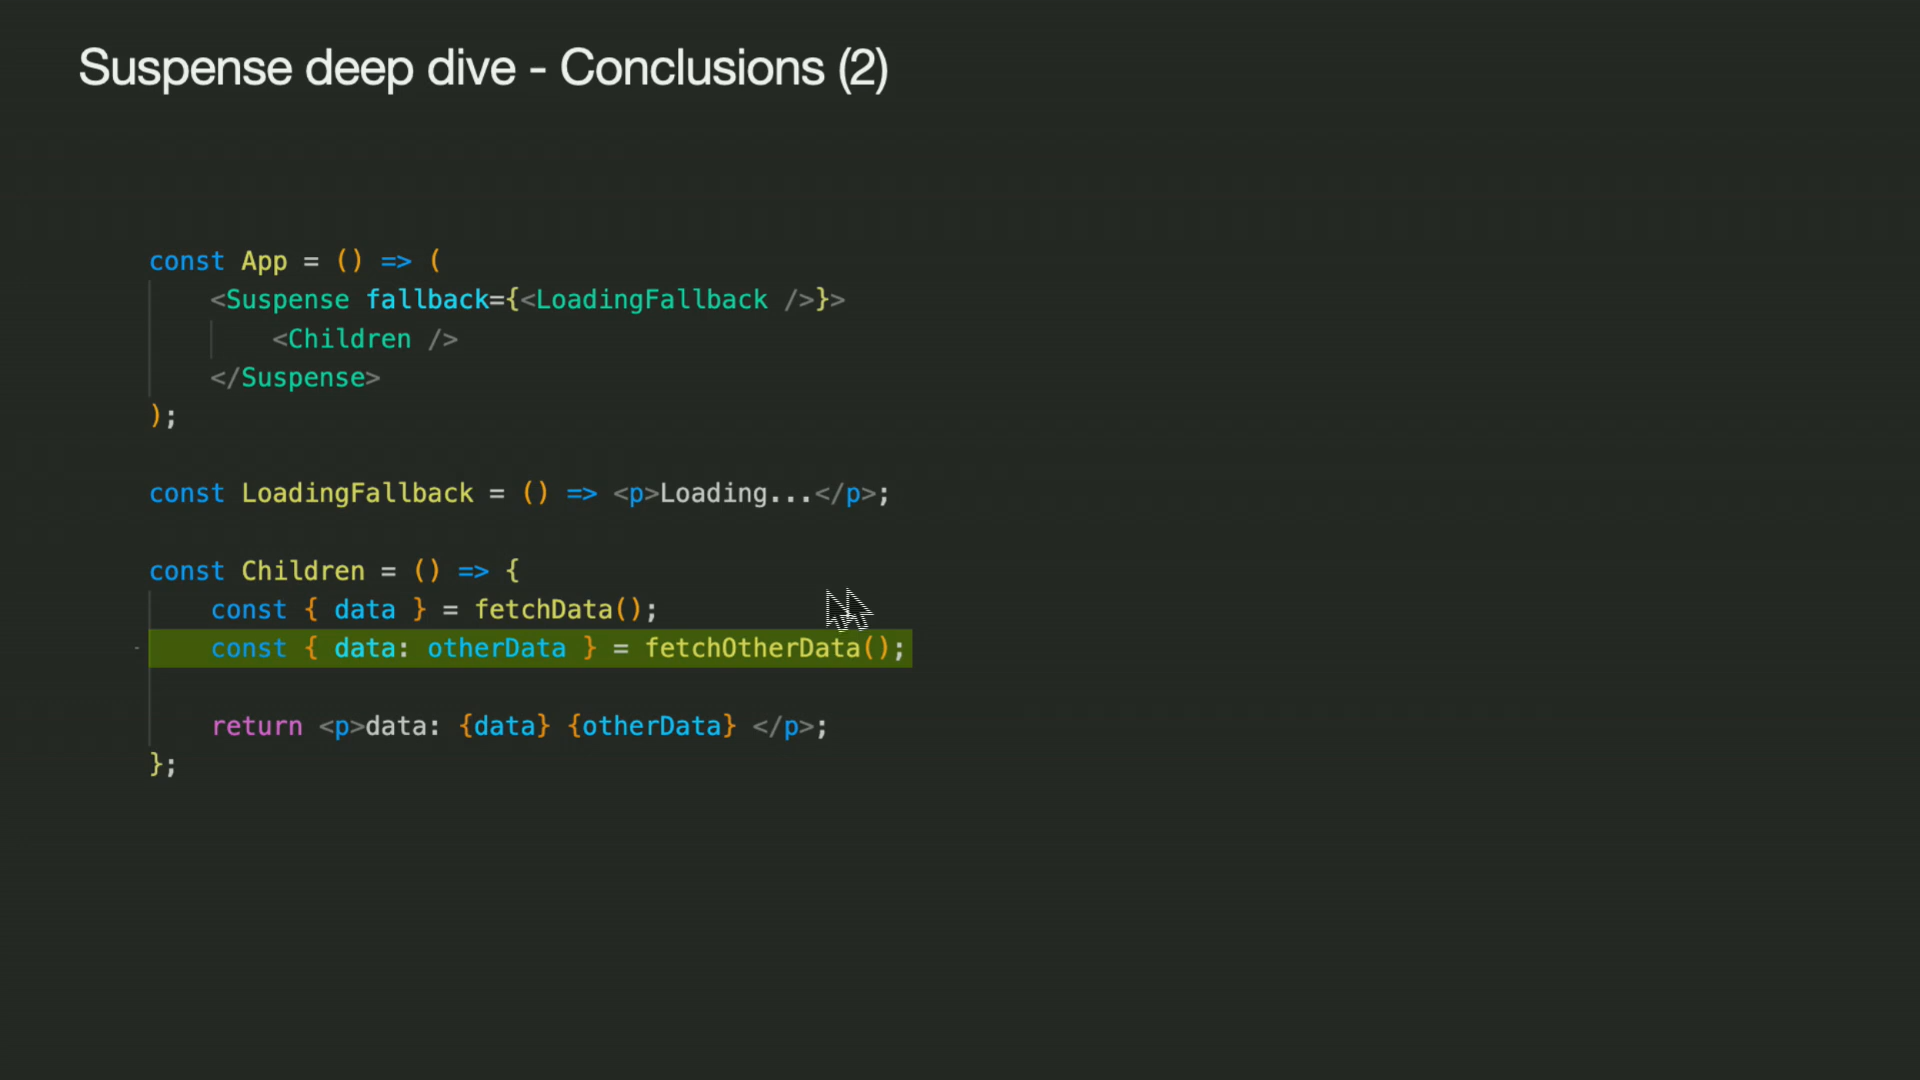 Suspense deep dive - Conclusions (2)
const App = () => (
<Suspense fallback={<LoadingFallback />}>
<Children />
</Suspense>
);
const LoadingFallback = () => <p>Loading...</p>;
const Children = () => {
const { data } = fetchData();
const { data: otherData } = fetchOtherData();
return <p>data: {data} {otherData} </p>;
};